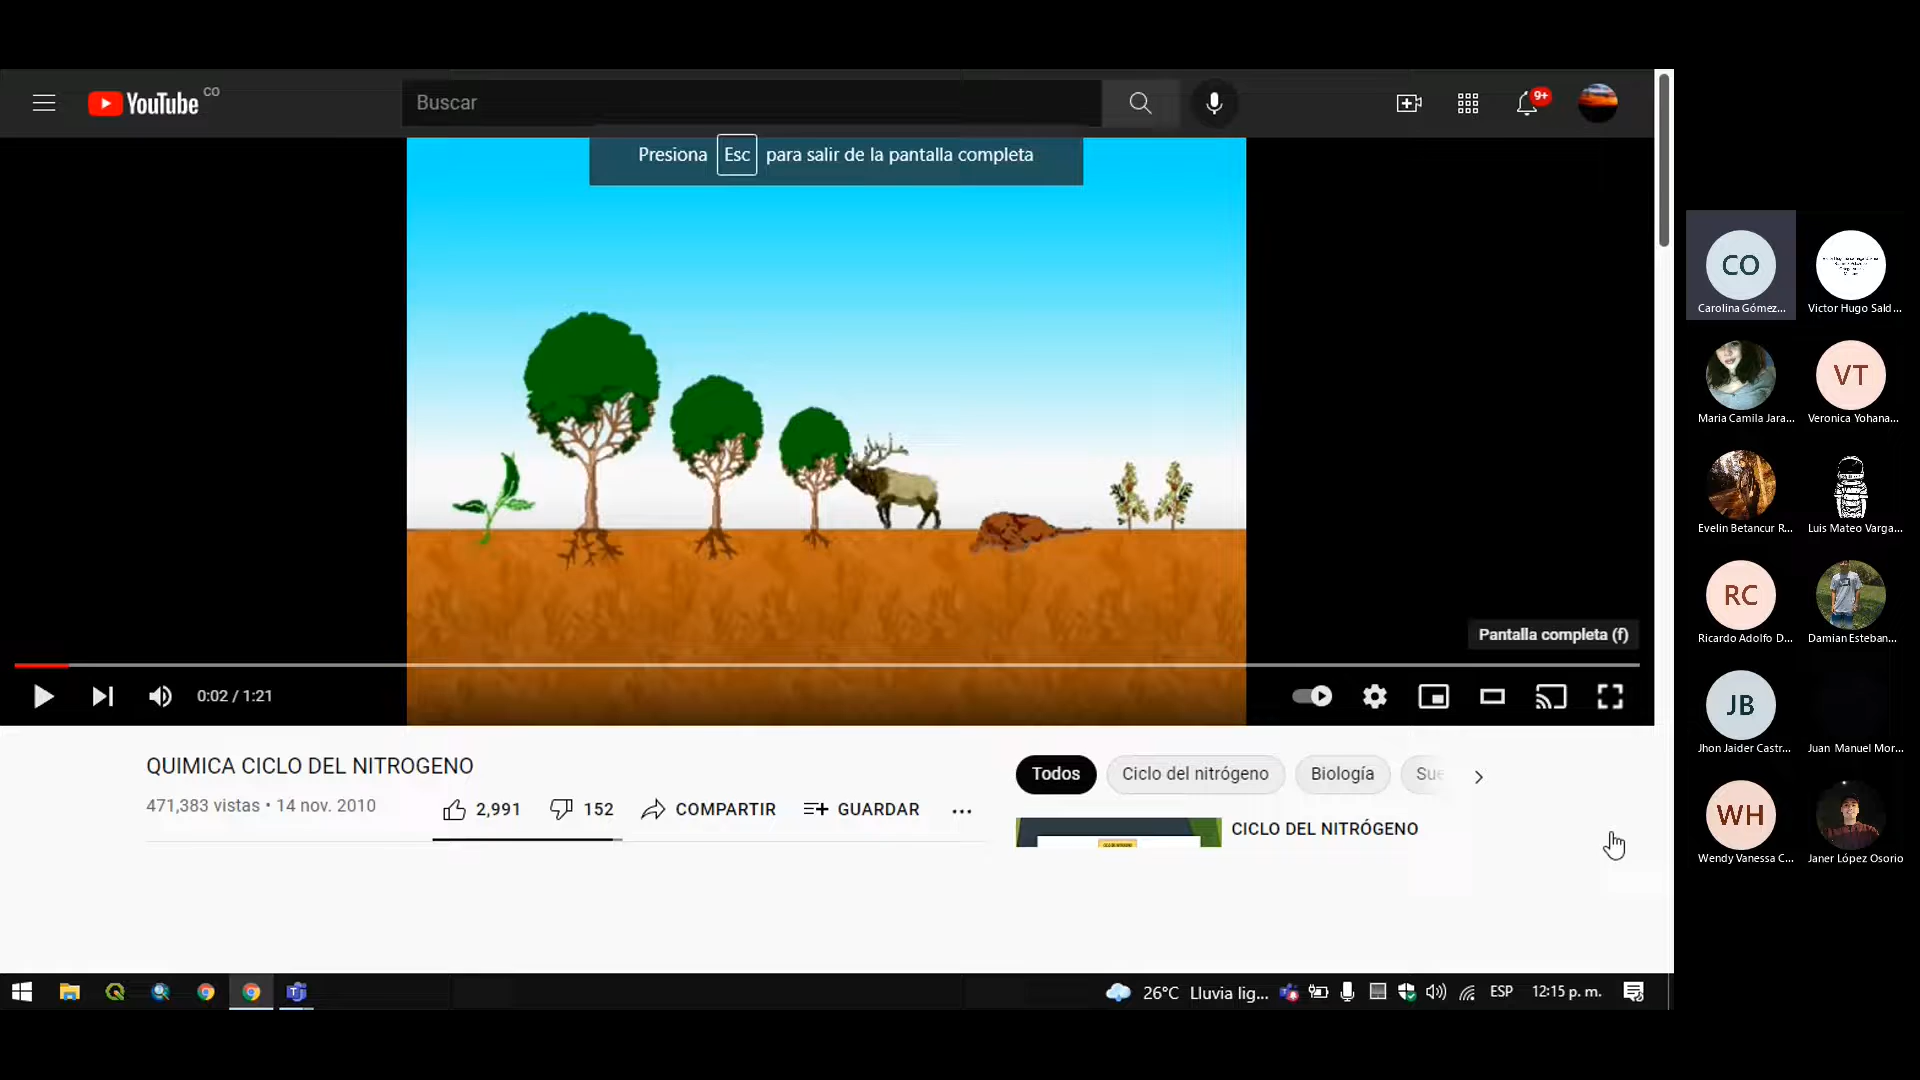 YouTube CO
Buscar
9+
Presiona Esc para salir de la pantalla completa
Pantalla completa (f)
0:02 / 1:21
QUIMICA CICLO DEL NITROGENO
471,383 vistas • 14 nov. 2010
2,991
152
COMPARTIR
GUARDAR
Todos
Ciclo del nitrógeno
Biología
Sue
CICLO DEL NITRÓGENO
26°C Lluvia lig...
ESP
12:15 p. m.
CO
Carolina Gómez...
Victor Hugo Sald...
Maria Camila Jara...
VT
Veronica Yohana...
Evelin Betancur R...
Luis Mateo Varga...
RC
Ricardo Adolfo D...
Damian Esteban...
JB
Jhon Jaider Castr...
Juan Manuel Mor...
WH
Wendy Vanessa C...
Janer López Osorio